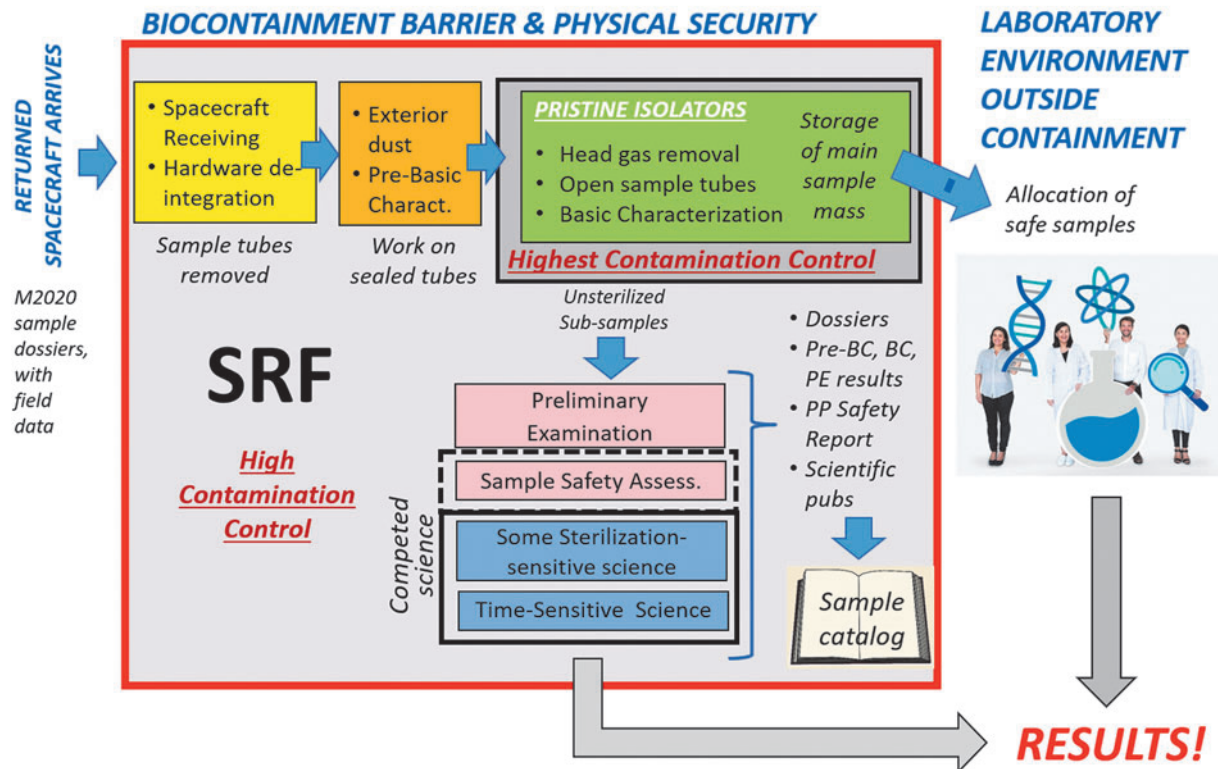 BIOCONTAINMENT BARRIER & PHYSICAL SECURITY
LABORATORY
ENVIRONMENT
OUTSIDE
CONTAINMENT
RETURNED
SPACECRAFT ARRIVES
M2020
sample
dossiers,
with
field
data
• Spacecraft
Receiving
• Hardware de-
integration
Sample tubes
removed
• Exterior
dust
• Pre-Basic
Charact.
Work on
sealed tubes
PRISTINE ISOLATORS
• Head gas removal
• Open sample tubes
• Basic Characterization
Storage
of main
sample
mass
Highest Contamination Control
Allocation of
safe samples
Unsterilized
Sub-samples
SRF
High
Contamination
Control
Preliminary
Examination
Sample Safety Assess.
Competed
science
Some Sterilization-
sensitive science
Time-Sensitive Science
• Dossiers
• Pre-BC, BC,
PE results
• PP Safety
Report
• Scientific
pubs
Sample
catalog
RESULTS!